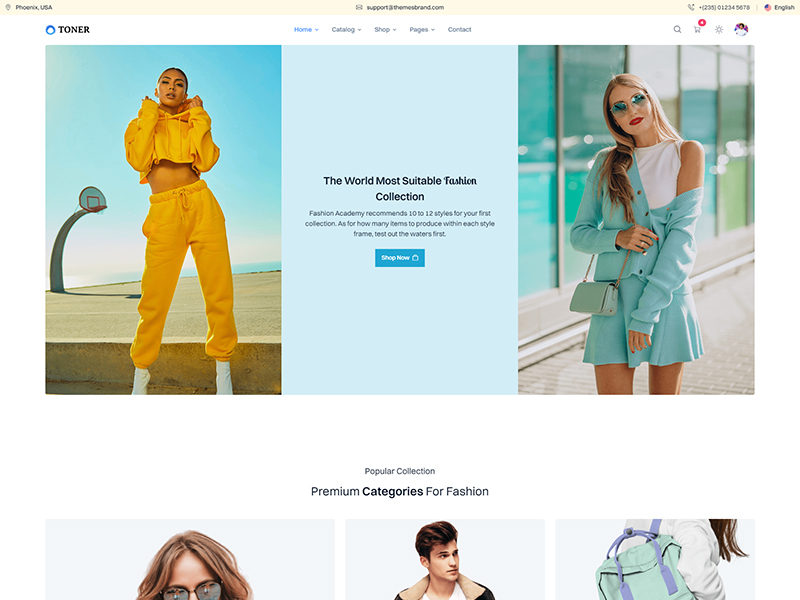 Phoenix, USA
support@themesbrand.com
+(235) 01234 5678
English
TONER
Home
Catalog
Shop
Pages
Contact
4
The World Most Suitable Fashion
Collection
Fashion Academy recommends 10 to 12 styles for your first
collection. As for how many items to produce within each style
frame, test out the waters first.
Shop Now
Popular Collection
Premium Categories For Fashion